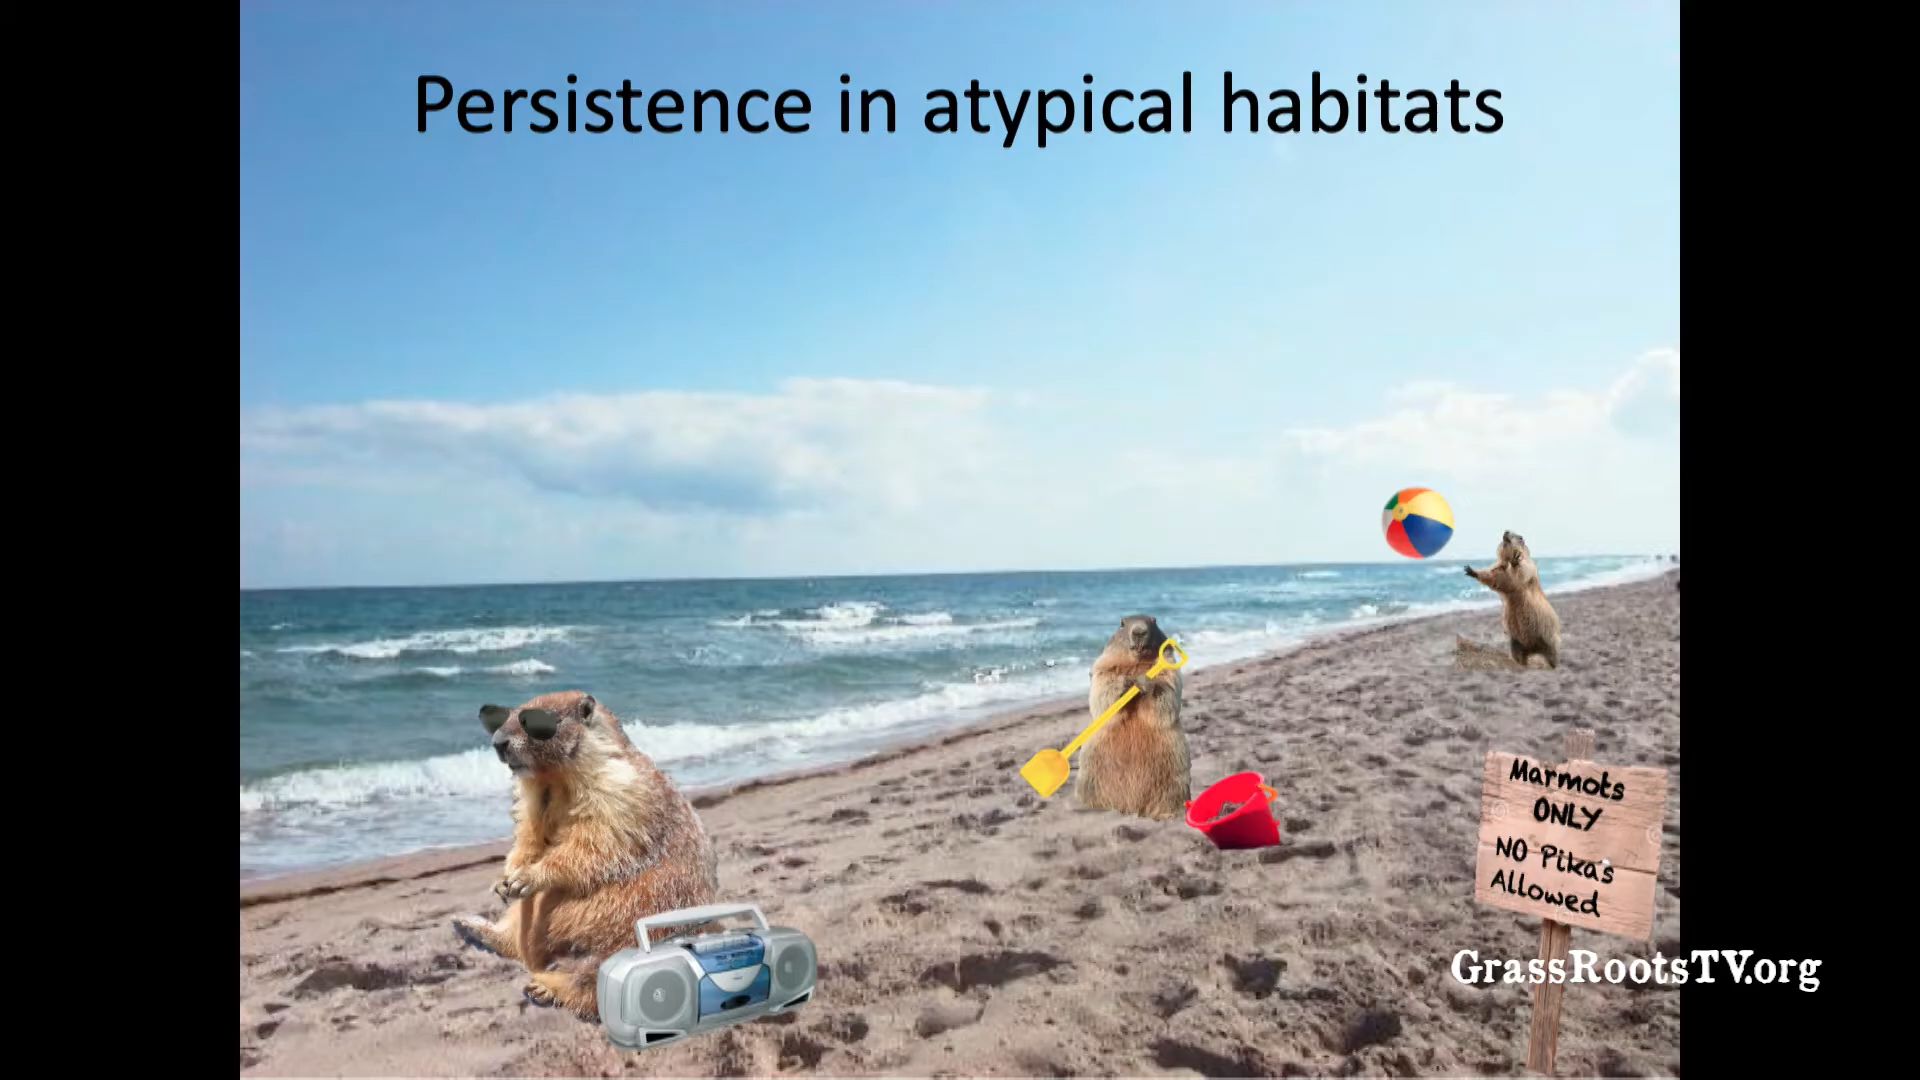 Persistence in atypical habitats
Marmots
ONLY
NO Pikas
Allowed
GrassRootsTV.org